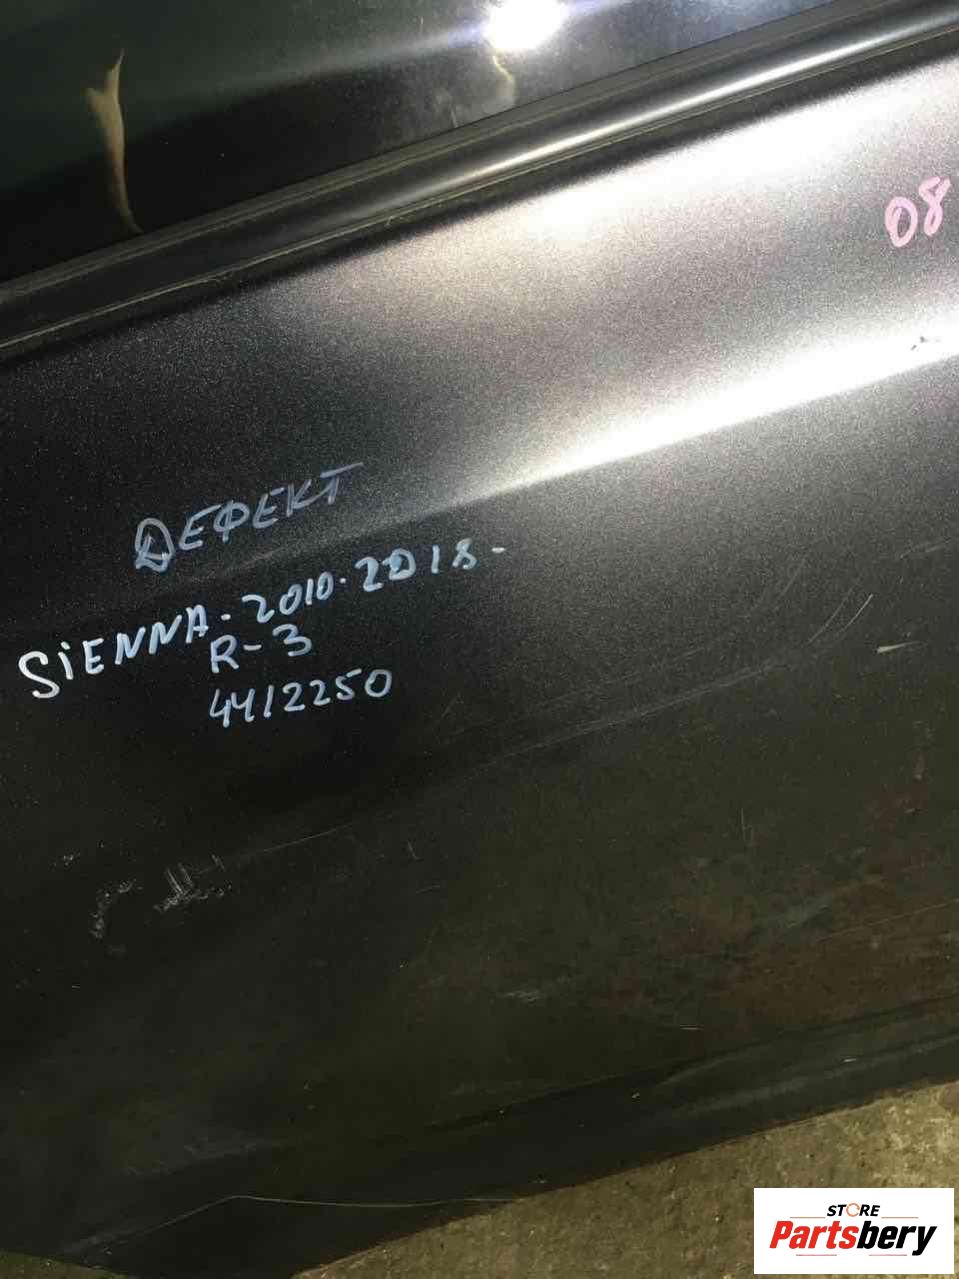 08
ДЕФЕКТ
SiENNA-2010-2018-
R-3
4412250
STORE
Partsbery